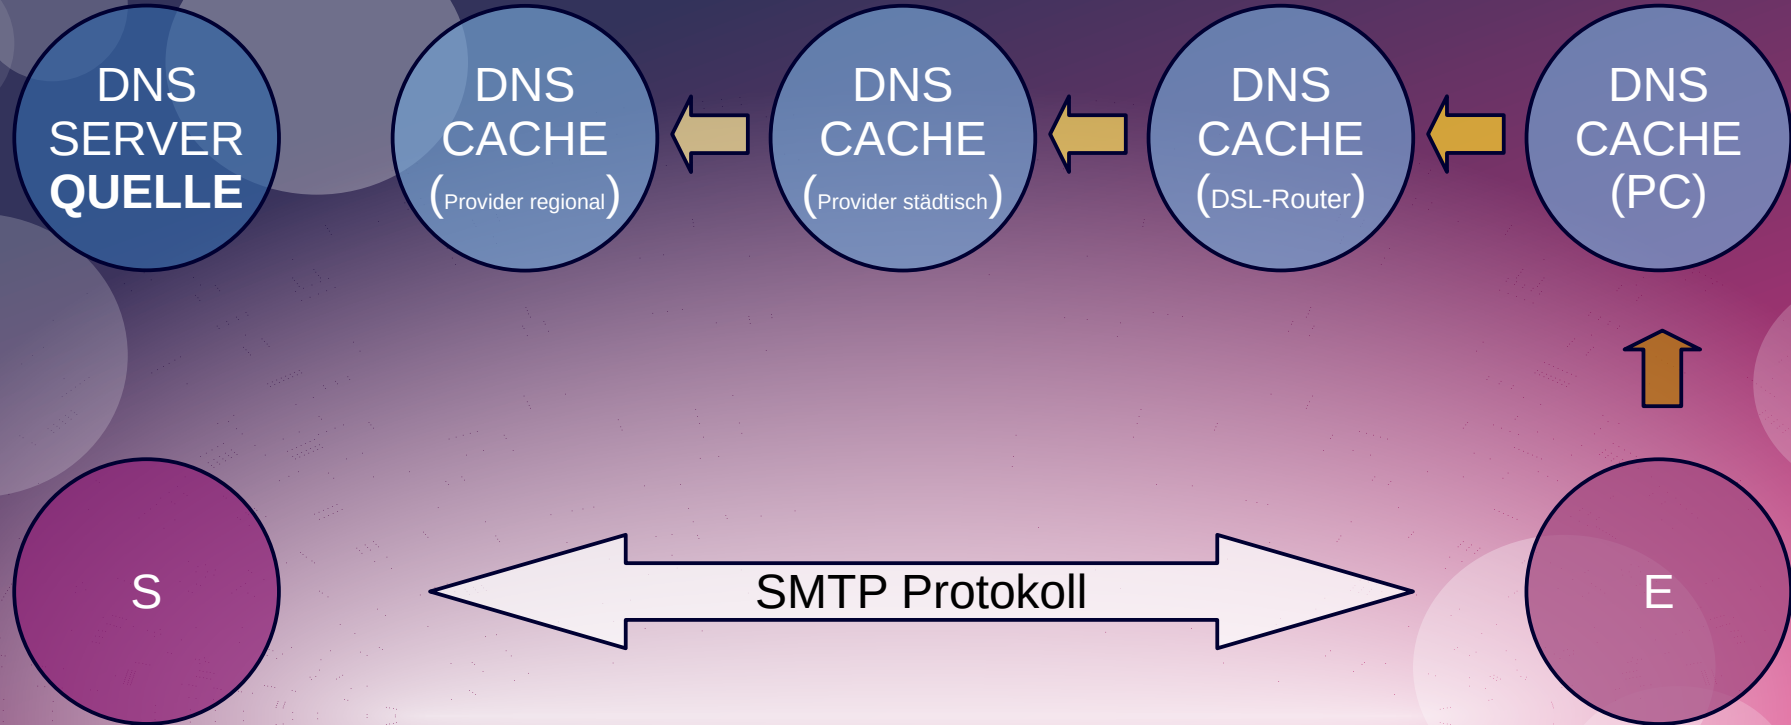 DNS
SERVER
QUELLE
DNS
CACHE
(Provider regional)
DNS
CACHE
(Provider städtisch)
DNS
CACHE
(DSL-Router)
DNS
CACHE
(PC)
S
SMTP Protokoll
E